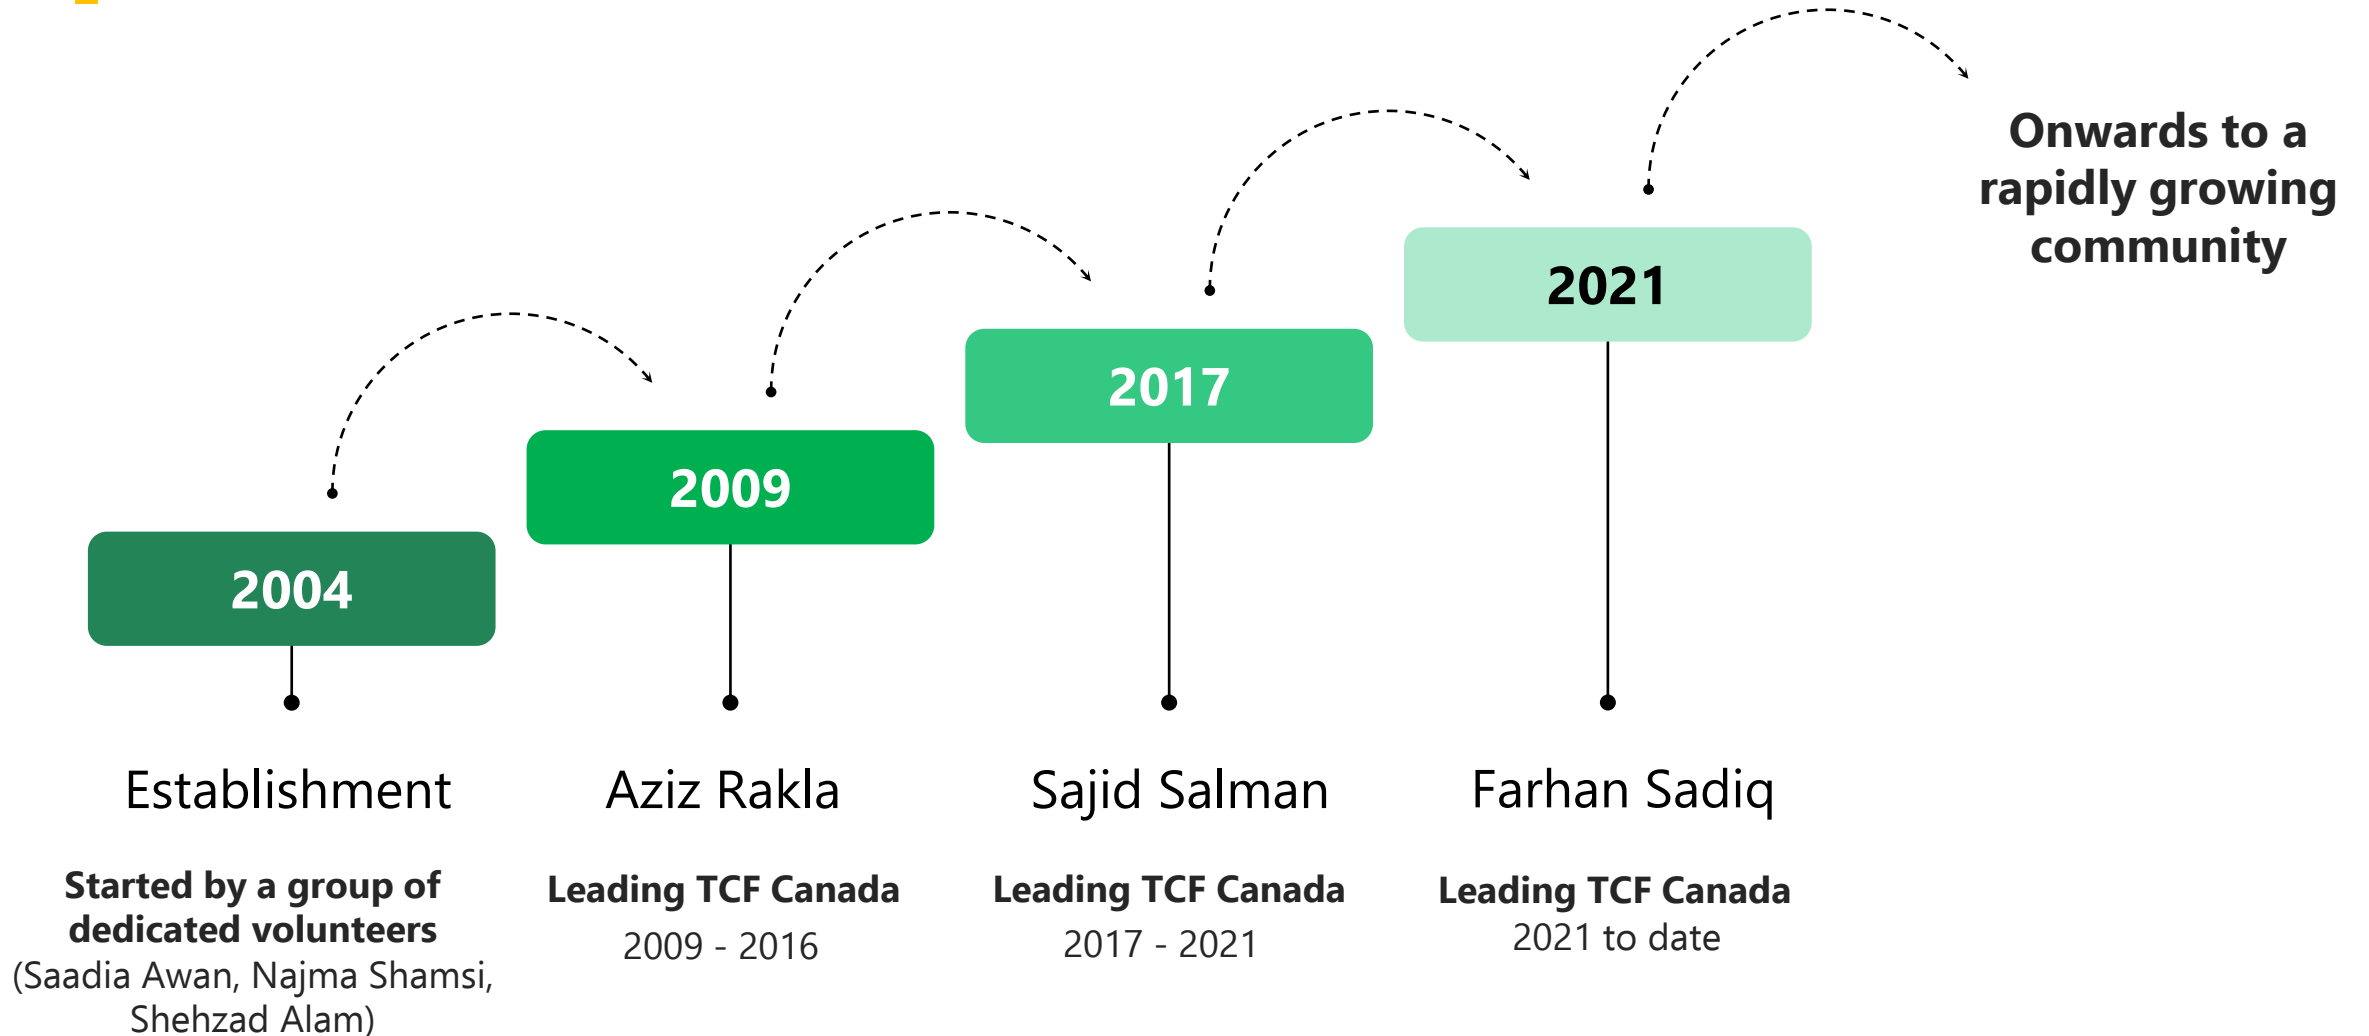 2004
Establishment
Started by a group of
dedicated volunteers
(Saadia Awan, Najma Shamsi,
Shehzad Alam)
2009
Aziz Rakla
Leading TCF Canada
2009 - 2016
2017
Sajid Salman
Leading TCF Canada
2017 - 2021
2021
Farhan Sadiq
Leading TCF Canada
2021 to date
Onwards to a
rapidly growing
community